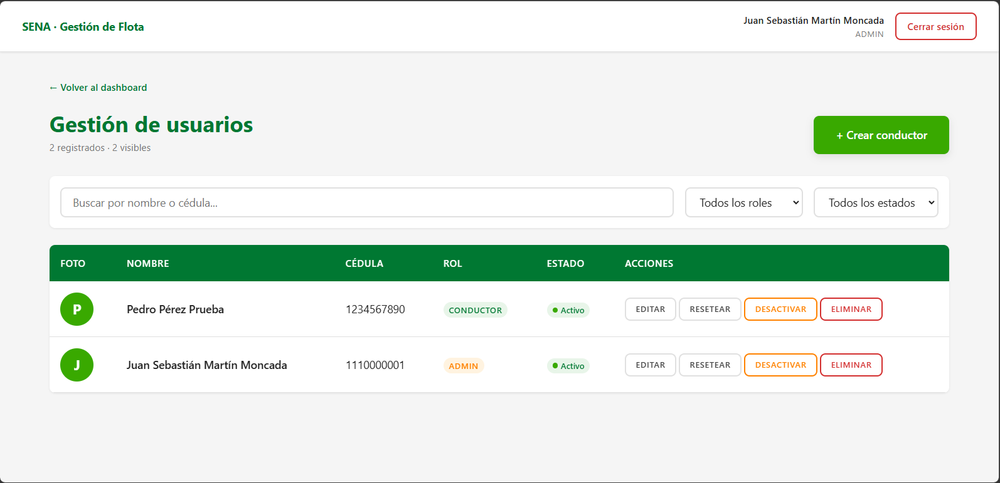 SENA · Gestión de Flota
Juan Sebastián Martín Moncada
ADMIN
Cerrar sesión
← Volver al dashboard
Gestión de usuarios
2 registrados · 2 visibles
+ Crear conductor
Buscar por nombre o cédula...
Todos los roles
Todos los estados
FOTO NOMBRE CÉDULA ROL ESTADO ACCIONES
P Pedro Pérez Prueba 1234567890 CONDUCTOR Activo EDITAR RESETEAR DESACTIVAR ELIMINAR
J Juan Sebastián Martín Moncada 1110000001 ADMIN Activo EDITAR RESETEAR DESACTIVAR ELIMINAR